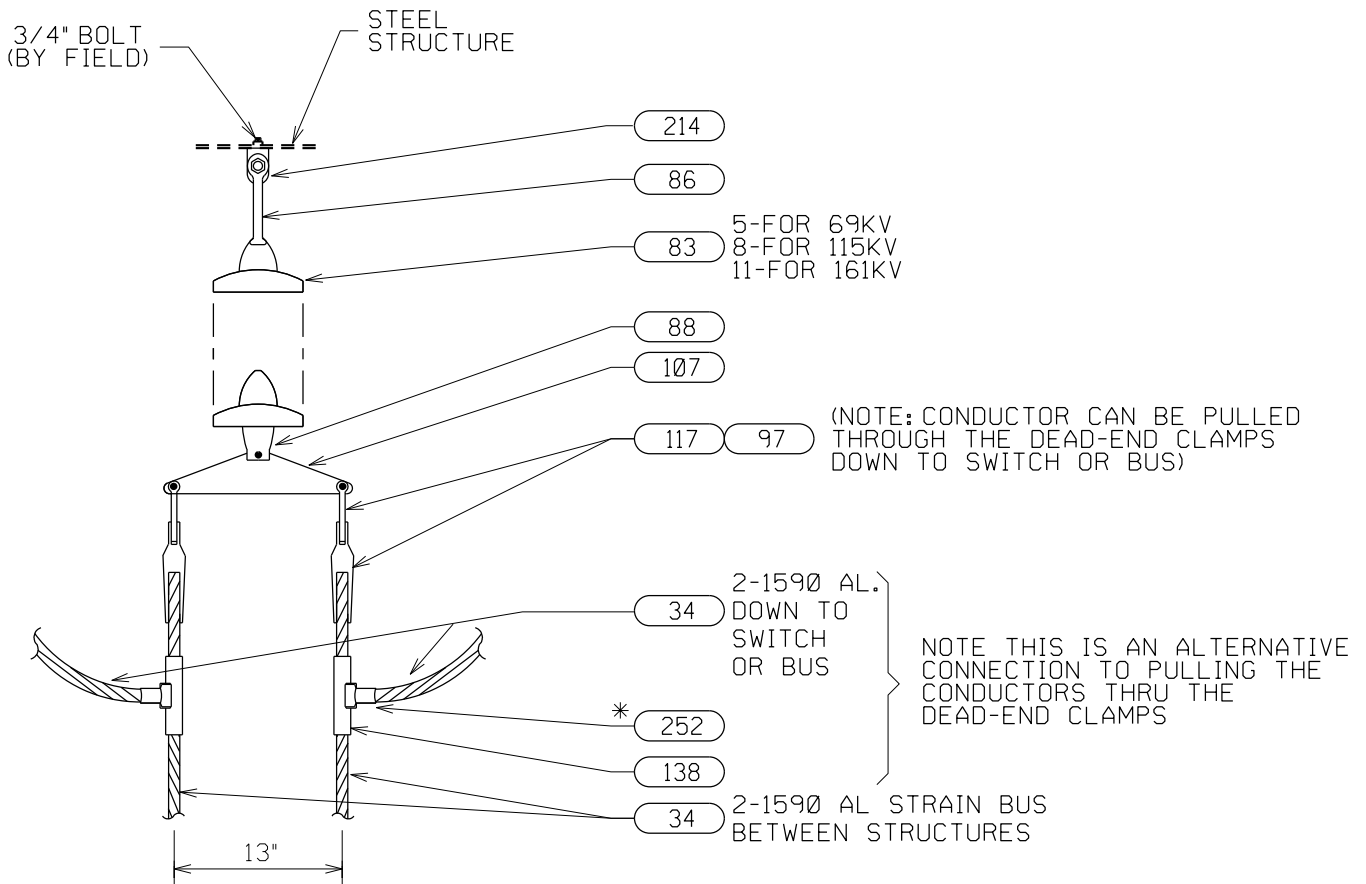 3/4" BOLT
(BY FIELD)
STEEL
STRUCTURE
214
86
83
5-FOR 69KV
8-FOR 115KV
11-FOR 161KV
88
107
117 97
(NOTE: CONDUCTOR CAN BE PULLED
THROUGH THE DEAD-END CLAMPS
DOWN TO SWITCH OR BUS)
34
2-1590 AL.
DOWN TO
SWITCH
OR BUS
NOTE THIS IS AN ALTERNATIVE
CONNECTION TO PULLING THE
CONDUCTORS THRU THE
DEAD-END CLAMPS
* 252
138
34
2-1590 AL STRAIN BUS
BETWEEN STRUCTURES
13"